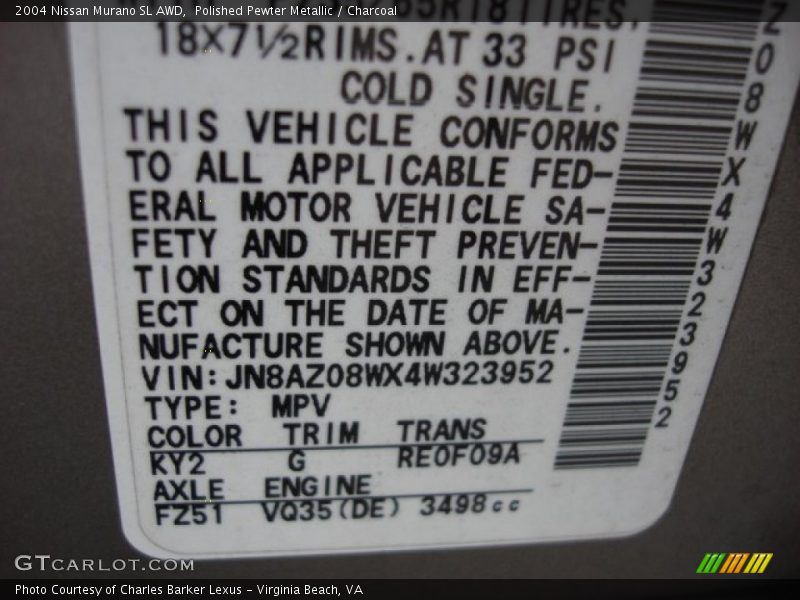 2004 Nissan Murano SL AWD, Polished Pewter Metallic / Charcoal
18X7½RIMS.AT 33 PSI
COLD SINGLE.
THIS VEHICLE CONFORMS
TO ALL APPLICABLE FED-
ERAL MOTOR VEHICLE SA-
FETY AND THEFT PREVEN-
TION STANDARDS IN EFF-
ECT ON THE DATE OF MA-
NUFACTURE SHOWN ABOVE.
VIN:JN8AZ08WX4W323952
TYPE: MPV
COLOR TRIM TRANS
KY2 G RE0F09A
AXLE ENGINE
FZ51 VQ35(DE) 3498cc
Z08WX4W323952
GTCARLOT.COM
Photo Courtesy of Charles Barker Lexus - Virginia Beach, VA